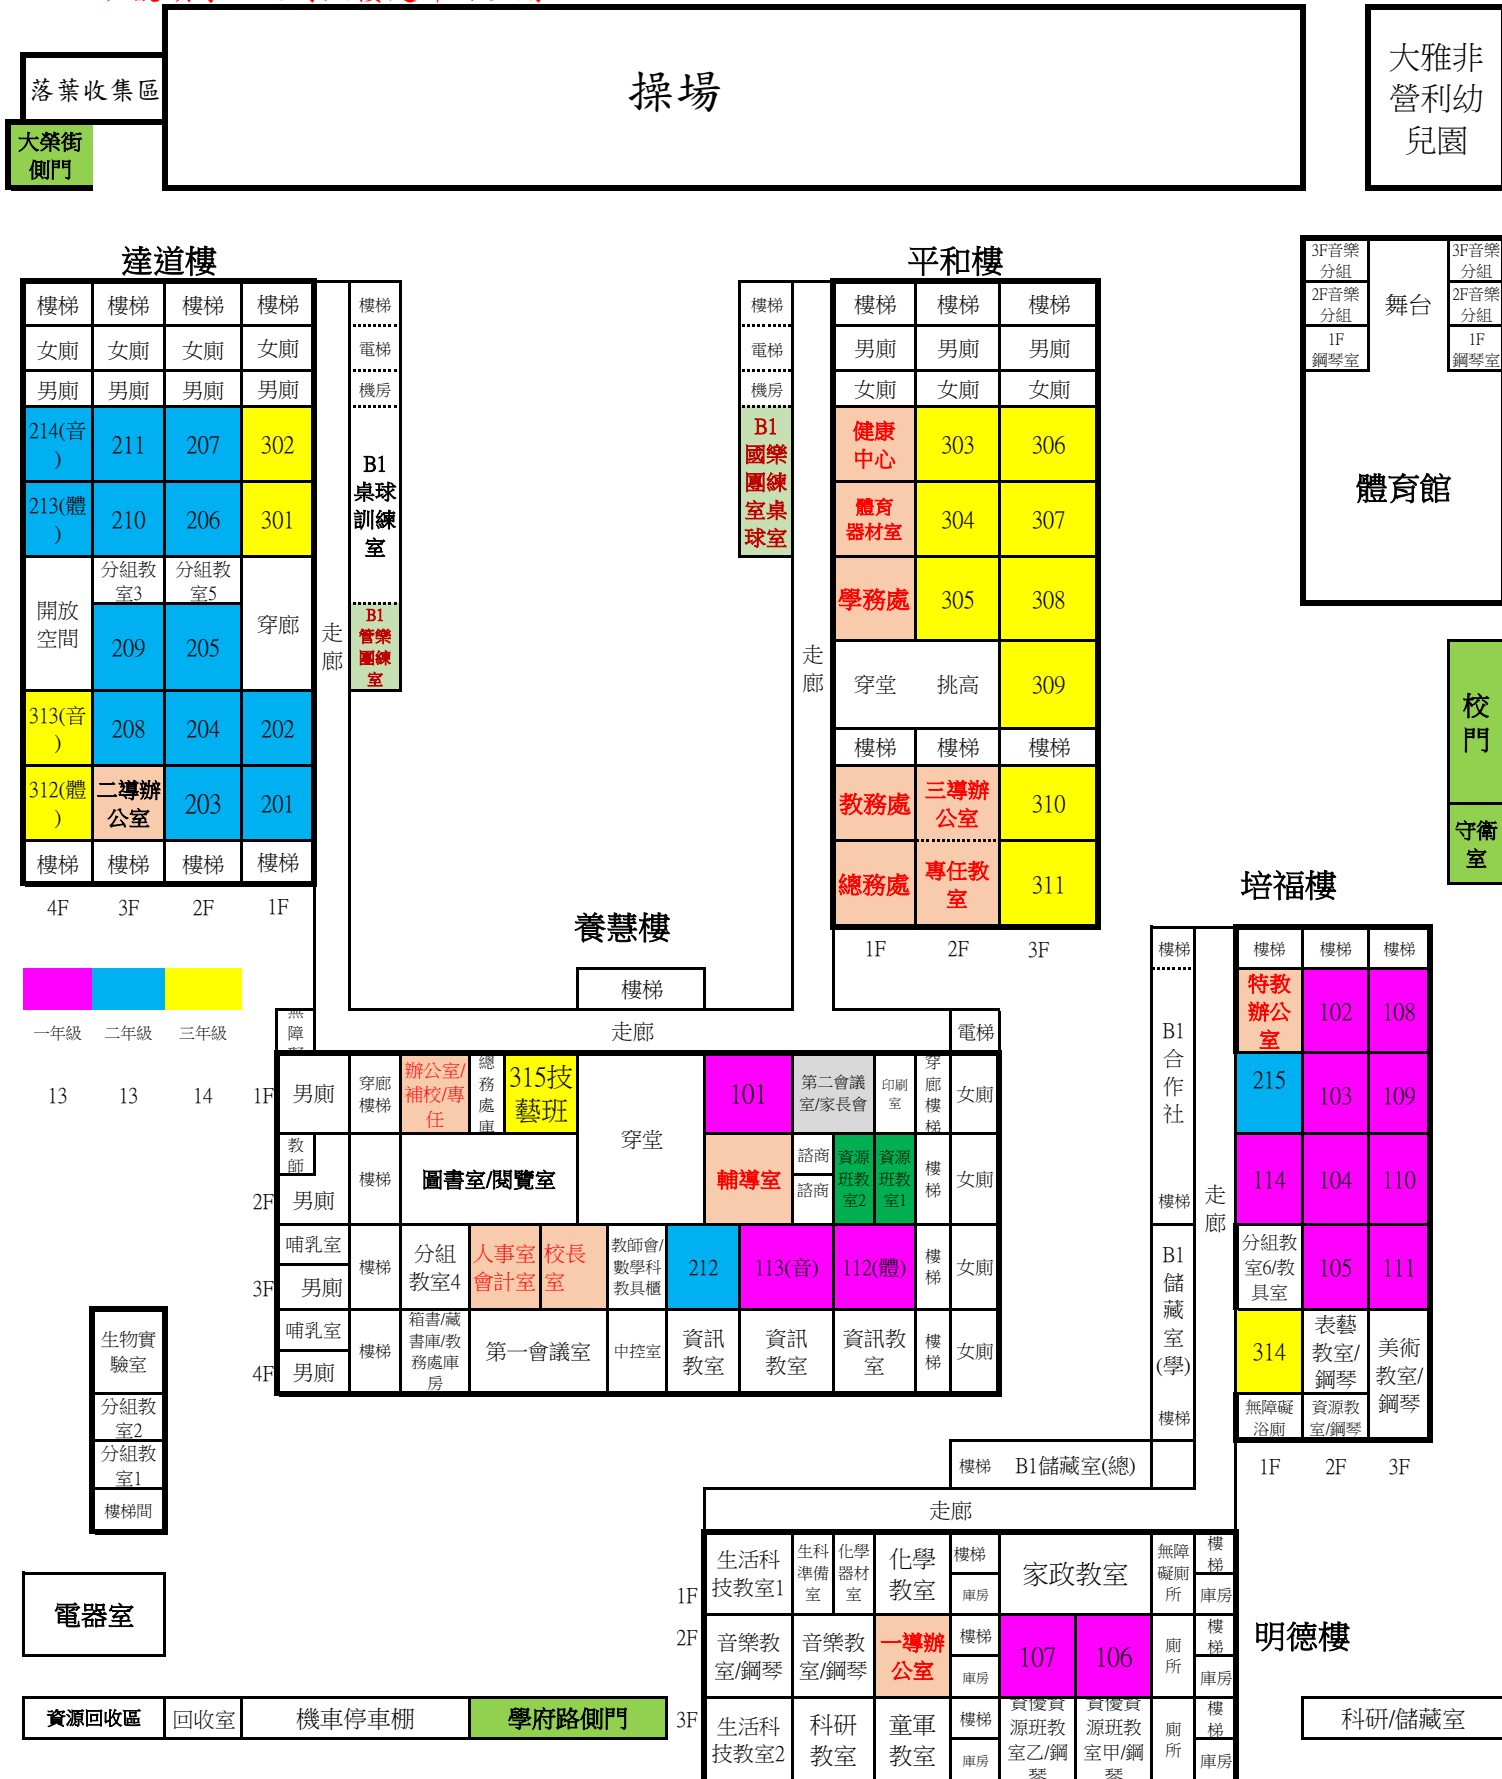 操場
大雅非
營利幼
兒園
落葉收集區
大榮街
側門
達道樓
平和樓
3F音樂
分組
舞台
3F音樂
分組
2F音樂
分組
2F音樂
分組
1F
鋼琴室
1F
鋼琴室
體育館
樓梯 樓梯 樓梯 樓梯
女廁 女廁 女廁 女廁
男廁 男廁 男廁 男廁
214(音
)
211 207 302
213(體
)
210 206 301
開放
空間
分組教
室3
分組教
室5
穿廊
209 205
313(音
)
208 204 202
312(體
)
二導辦
公室
203 201
樓梯 樓梯 樓梯 樓梯
4F 3F 2F 1F
走
廊
樓梯
電梯
機房
B1
桌球
訓練
室
B1
管樂
團練
室
樓梯
電梯
機房
B1
國樂
團練
室桌
球室
走
廊
樓梯 樓梯 樓梯
男廁 男廁 男廁
女廁 女廁 女廁
健康
中心
303 306
體育
器材室
304 307
學務處 305 308
穿堂 挑高 309
樓梯 樓梯 樓梯
教務處
三導辦
公室
310
總務處
專任教
室
311
1F 2F 3F
校
門
守衛
室
一年級 二年級 三年級
13 13 14
養慧樓
樓梯
走廊
電梯
1F
男廁
穿廊
樓梯
辦公室/
補校/專
任
總
務
處
庫
315技
藝班
穿堂
101
第二會議
室/家長會
印刷
室
穿
廊
樓
梯
女廁
2F
教
師
男廁
樓梯
圖書室/閱覽室
輔導室
諮商
諮商
資源
班教
室2
資源
班教
室1
樓
梯
女廁
3F
哺乳室
男廁
樓梯
分組
教室4
人事室
會計室
校長
室
教師會/
數學科
教具櫃
212
113(音)
112(體)
樓
梯
女廁
4F
哺乳室
男廁
樓梯
箱書/藏
書庫/教
務處庫
房
第一會議室
中控室
資訊
教室
資訊
教室
資訊教
室
樓
梯
女廁
培福樓
樓梯
B1
合
作
社
樓梯
B1
儲
藏
室
(學)
樓梯
走
廊
樓梯 樓梯 樓梯
特教
辦公
室
102 108
215 103 109
114 104 110
分組教
室6/教
具室
105 111
314
表藝
教室/
鋼琴
美術
教室/
鋼琴
無障礙
浴廁
資源教
室/鋼琴
1F 2F 3F
樓梯 B1儲藏室(總)
走廊
生物實
驗室
分組教
室2
分組教
室1
樓梯間
電器室
資源回收區 回收室 機車停車棚 學府路側門
明德樓
1F
生活科
技教室1
生科
準備
室
化學
器材
室
化學
教室
樓梯
庫房
家政教室
無障
礙廁
所
樓
梯
庫房
2F
音樂教
室/鋼琴
音樂教
室/鋼琴
一導辦
公室
樓梯
庫房
107 106
廁
所
樓
梯
庫房
3F
生活科
技教室2
科研
教室
童軍
教室
樓梯
庫房
資優資
源班教
室乙/鋼
琴
資優資
源班教
室甲/鋼
琴
廁
所
樓
梯
庫房
科研/儲藏室